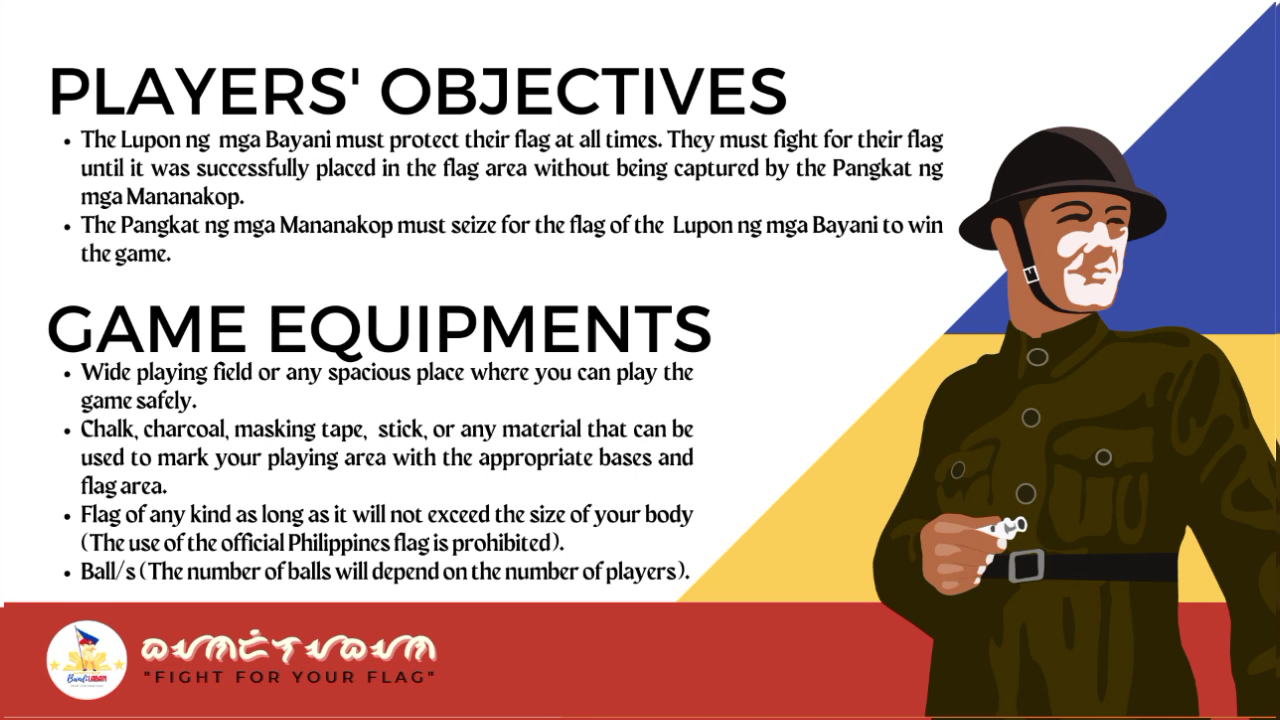 PLAYERS' OBJECTIVES
• The Lupon ng mga Bayani must protect their flag at all times. They must fight for their flag
until it was successfully placed in the flag area without being captured by the Pangkat ng
mga Mananakop.
• The Pangkat ng mga Mananakop must seize for the flag of the Lupon ng mga Bayani to win
the game.
GAME EQUIPMENTS
• Wide playing field or any spacious place where you can play the
game safely.
• Chalk, charcoal, masking tape, stick, or any material that can be
used to mark your playing area with the appropriate bases and
flag area.
• Flag of any kind as long as it will not exceed the size of your body
(The use of the official Philippines flag is prohibited).
• Ball/s (The number of balls will depend on the number of players).
"FIGHT FOR YOUR FLAG"